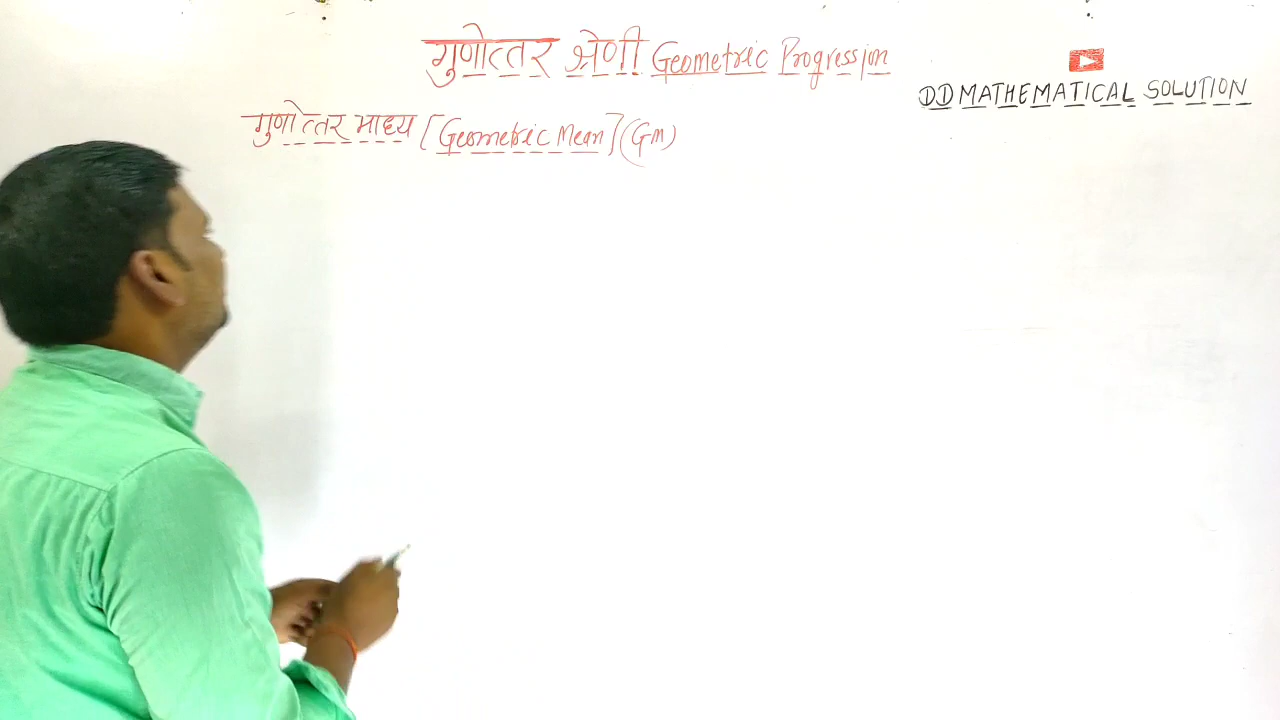 गुणोत्तर श्रेणी Geometric Progression
DD MATHEMATICAL SOLUTION
गुणोत्तर माध्य [Geometric Mean] (GM)